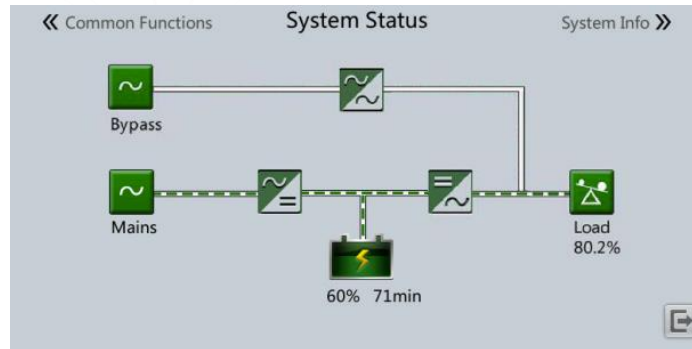 « Common Functions
System Status
System Info »
Bypass
Mains
Load
80.2%
60% 71min